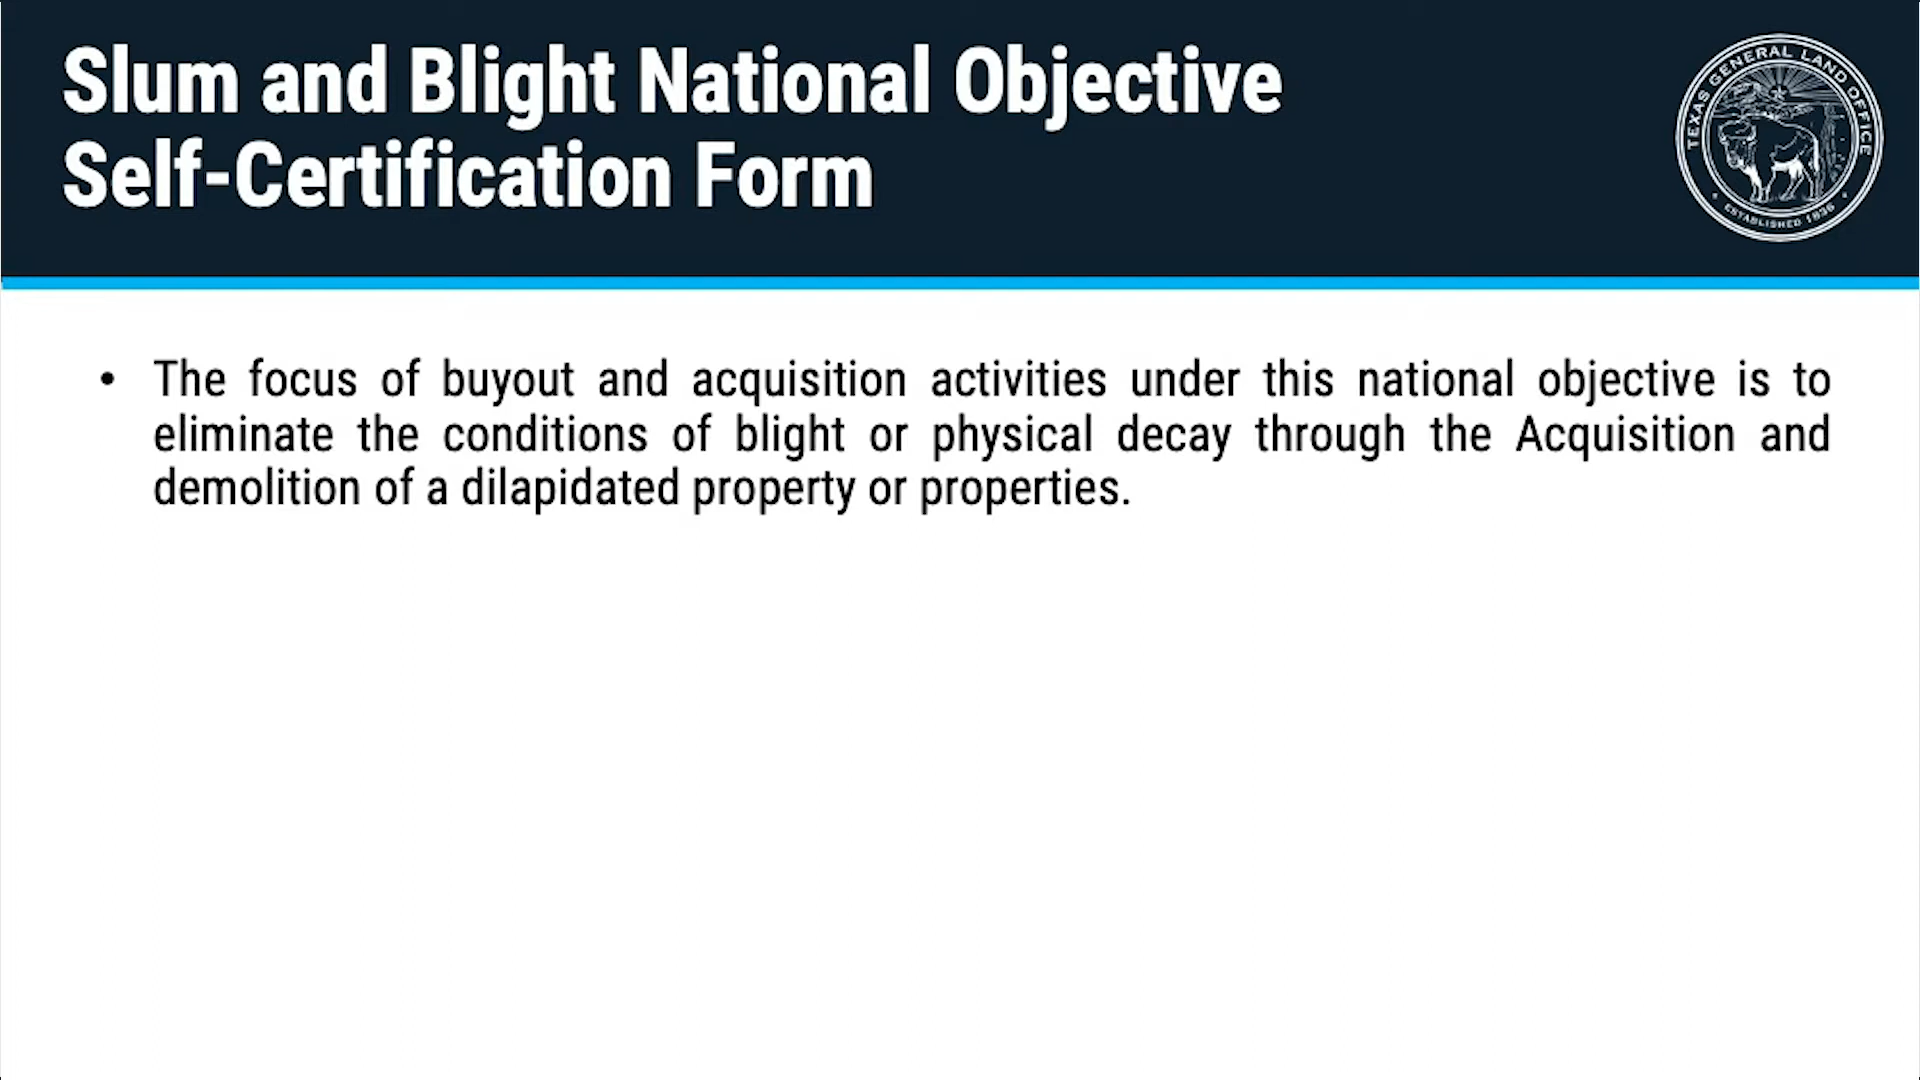 Slum and Blight National Objective
Self-Certification Form
TEXAS GENERAL LAND OFFICE
ESTABLISHED 1836
• The focus of buyout and acquisition activities under this national objective is to
eliminate the conditions of blight or physical decay through the Acquisition and
demolition of a dilapidated property or properties.